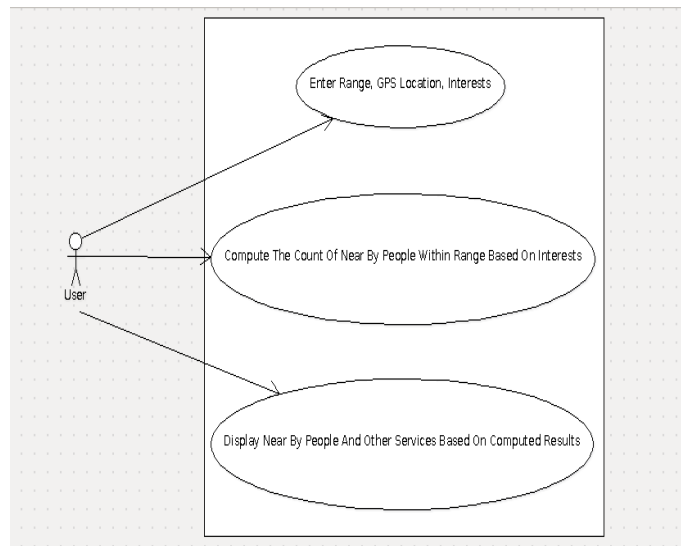 Enter Range, GPS Location, Interests
Compute The Count Of Near By People Within Range Based On Interests
User
Display Near By People And Other Services Based On Computed Results